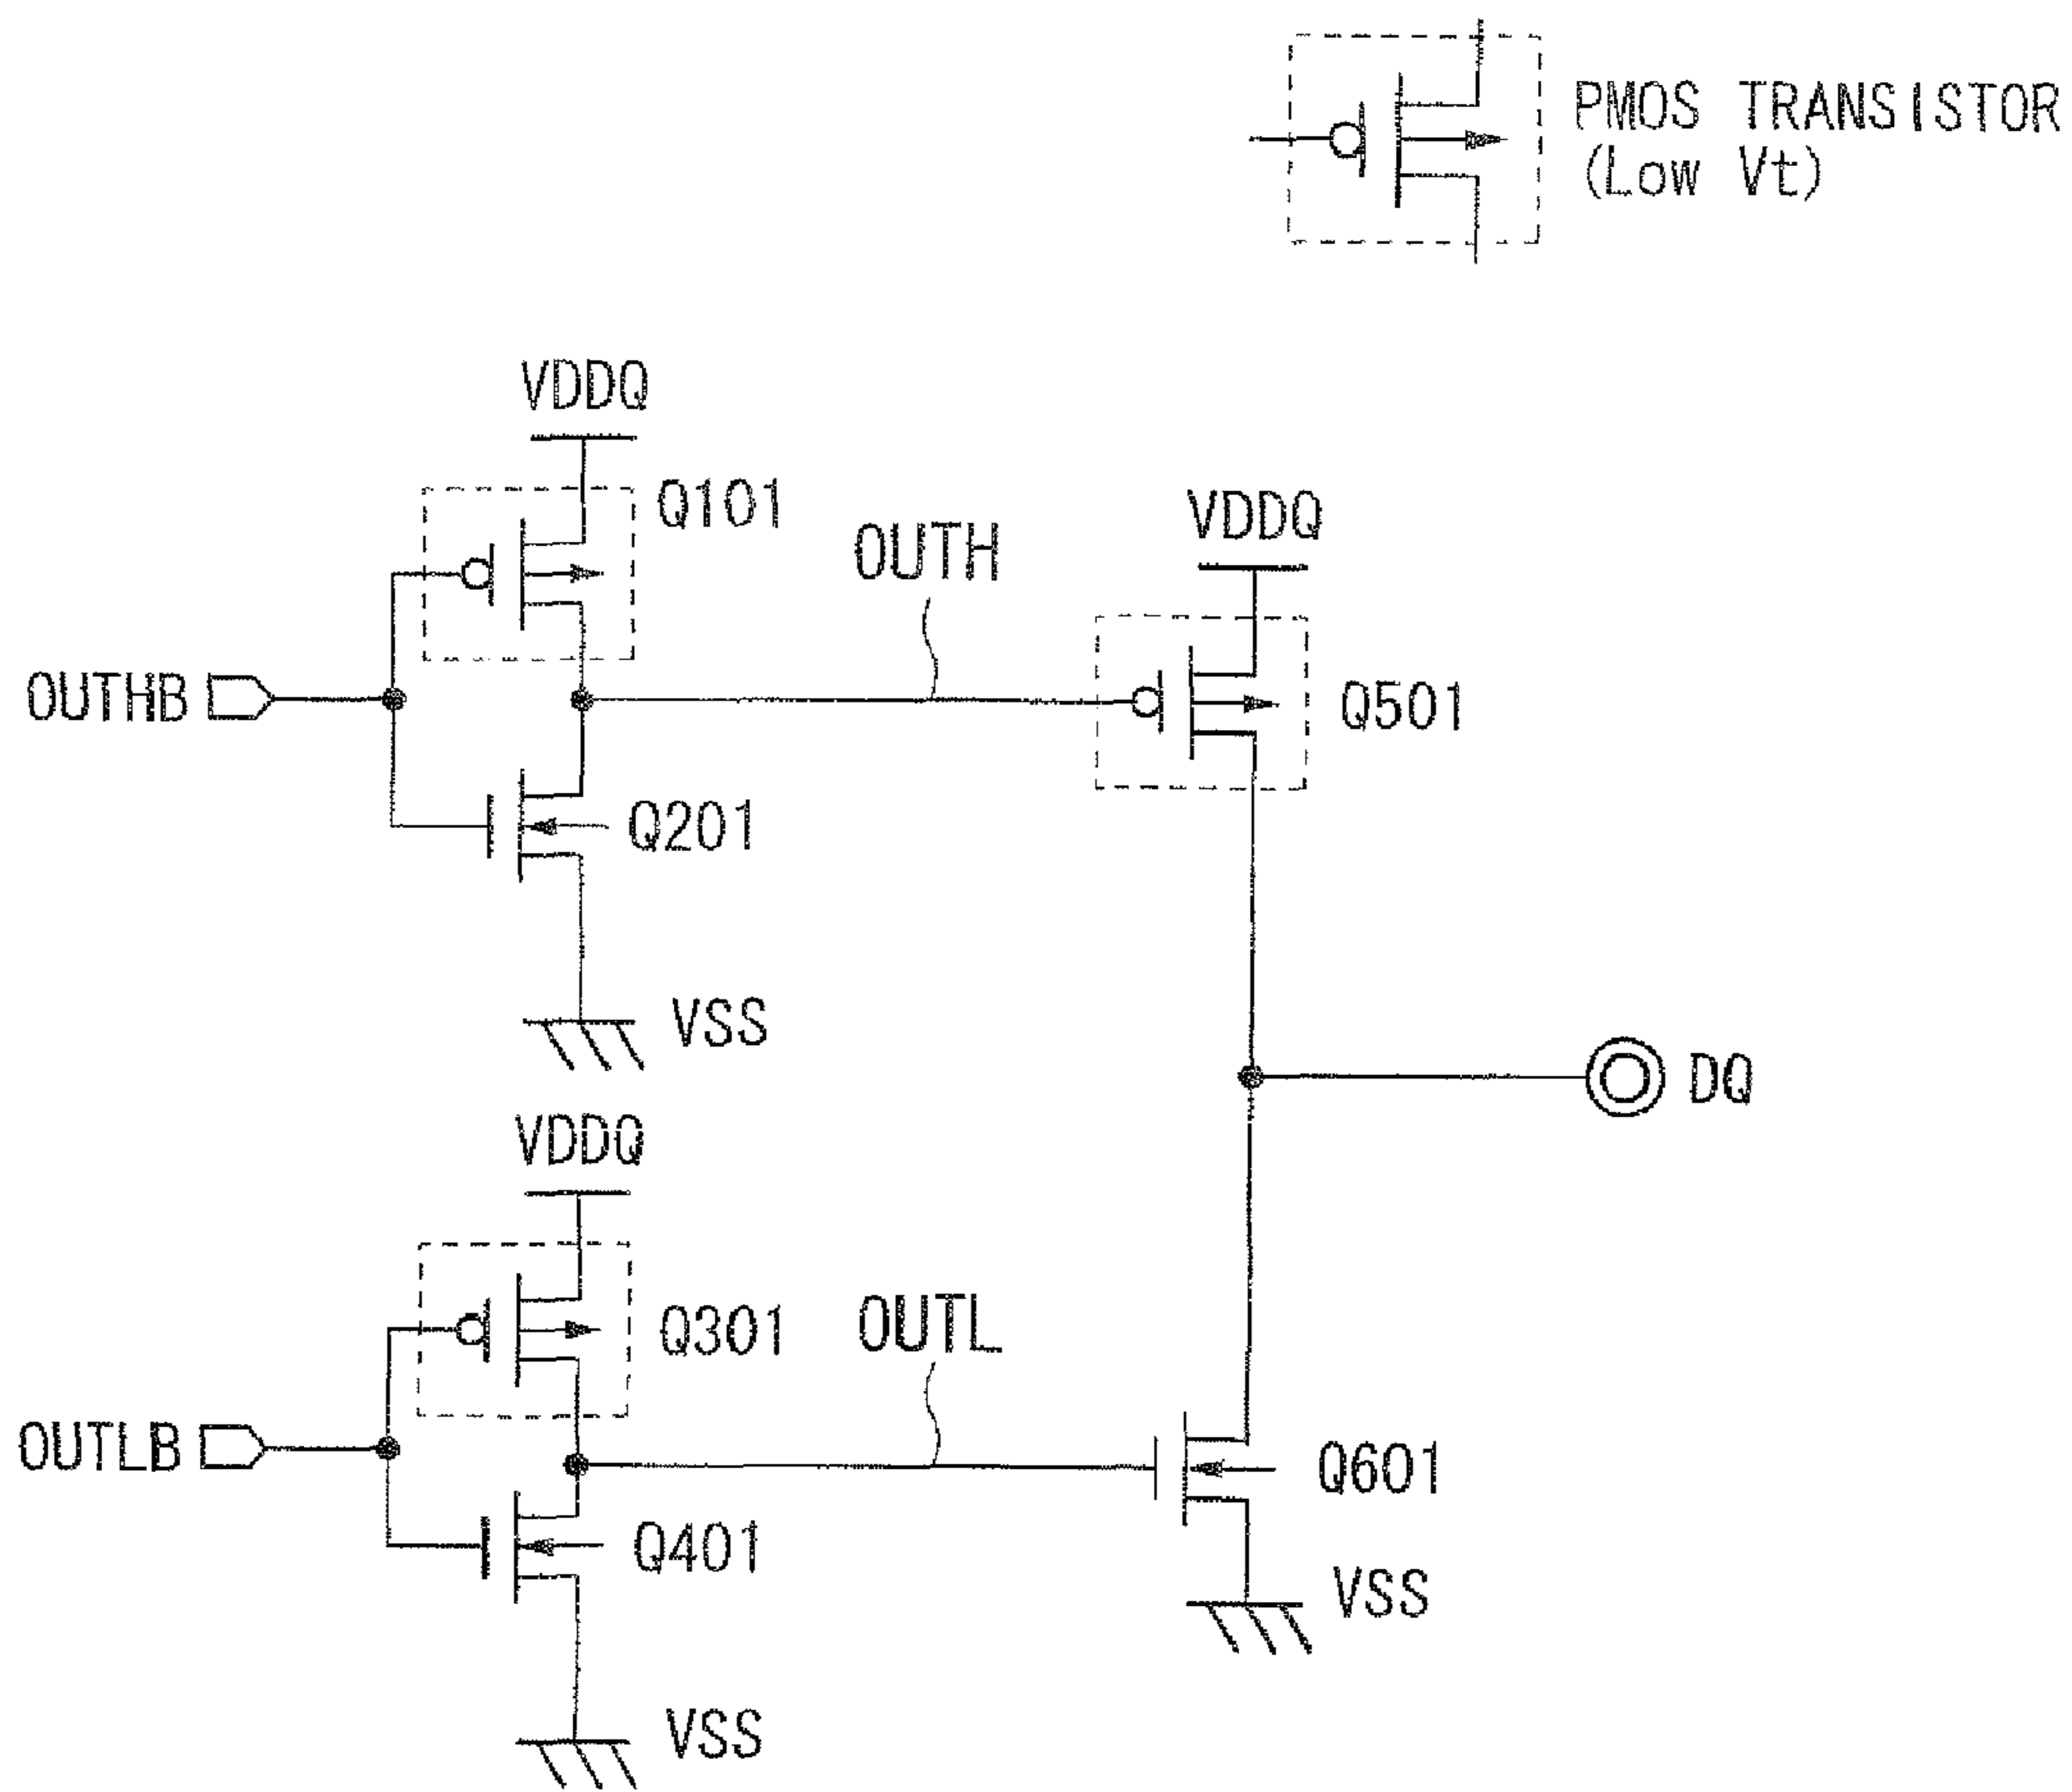 PMOS TRANSISTOR
(Low Vt)
VDDQ
Q101
OUTH
VDDQ
OUTHB
Q501
Q201
VSS
DQ
VDDQ
Q301
OUTL
OUTLB
Q601
Q401
VSS
VSS